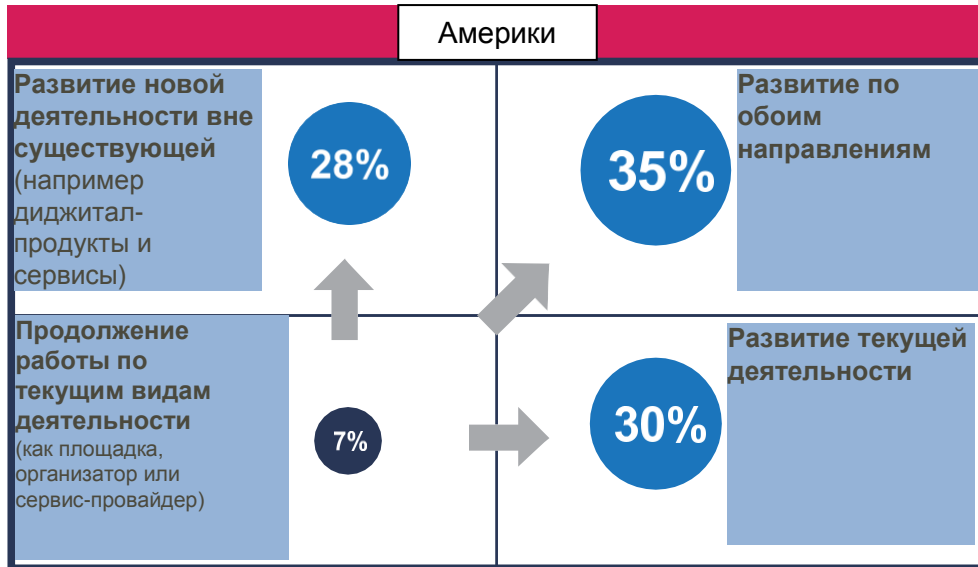 Америки
Развитие новой
деятельности вне
существующей
(например
диджитал-
продукты и
сервисы)
28%
35%
Развитие по
обоим
направлениям
Продолжение
работы по
текущим видам
деятельности
(как площадка,
организатор или
сервис-провайдер)
7%
30%
Развитие текущей
деятельности